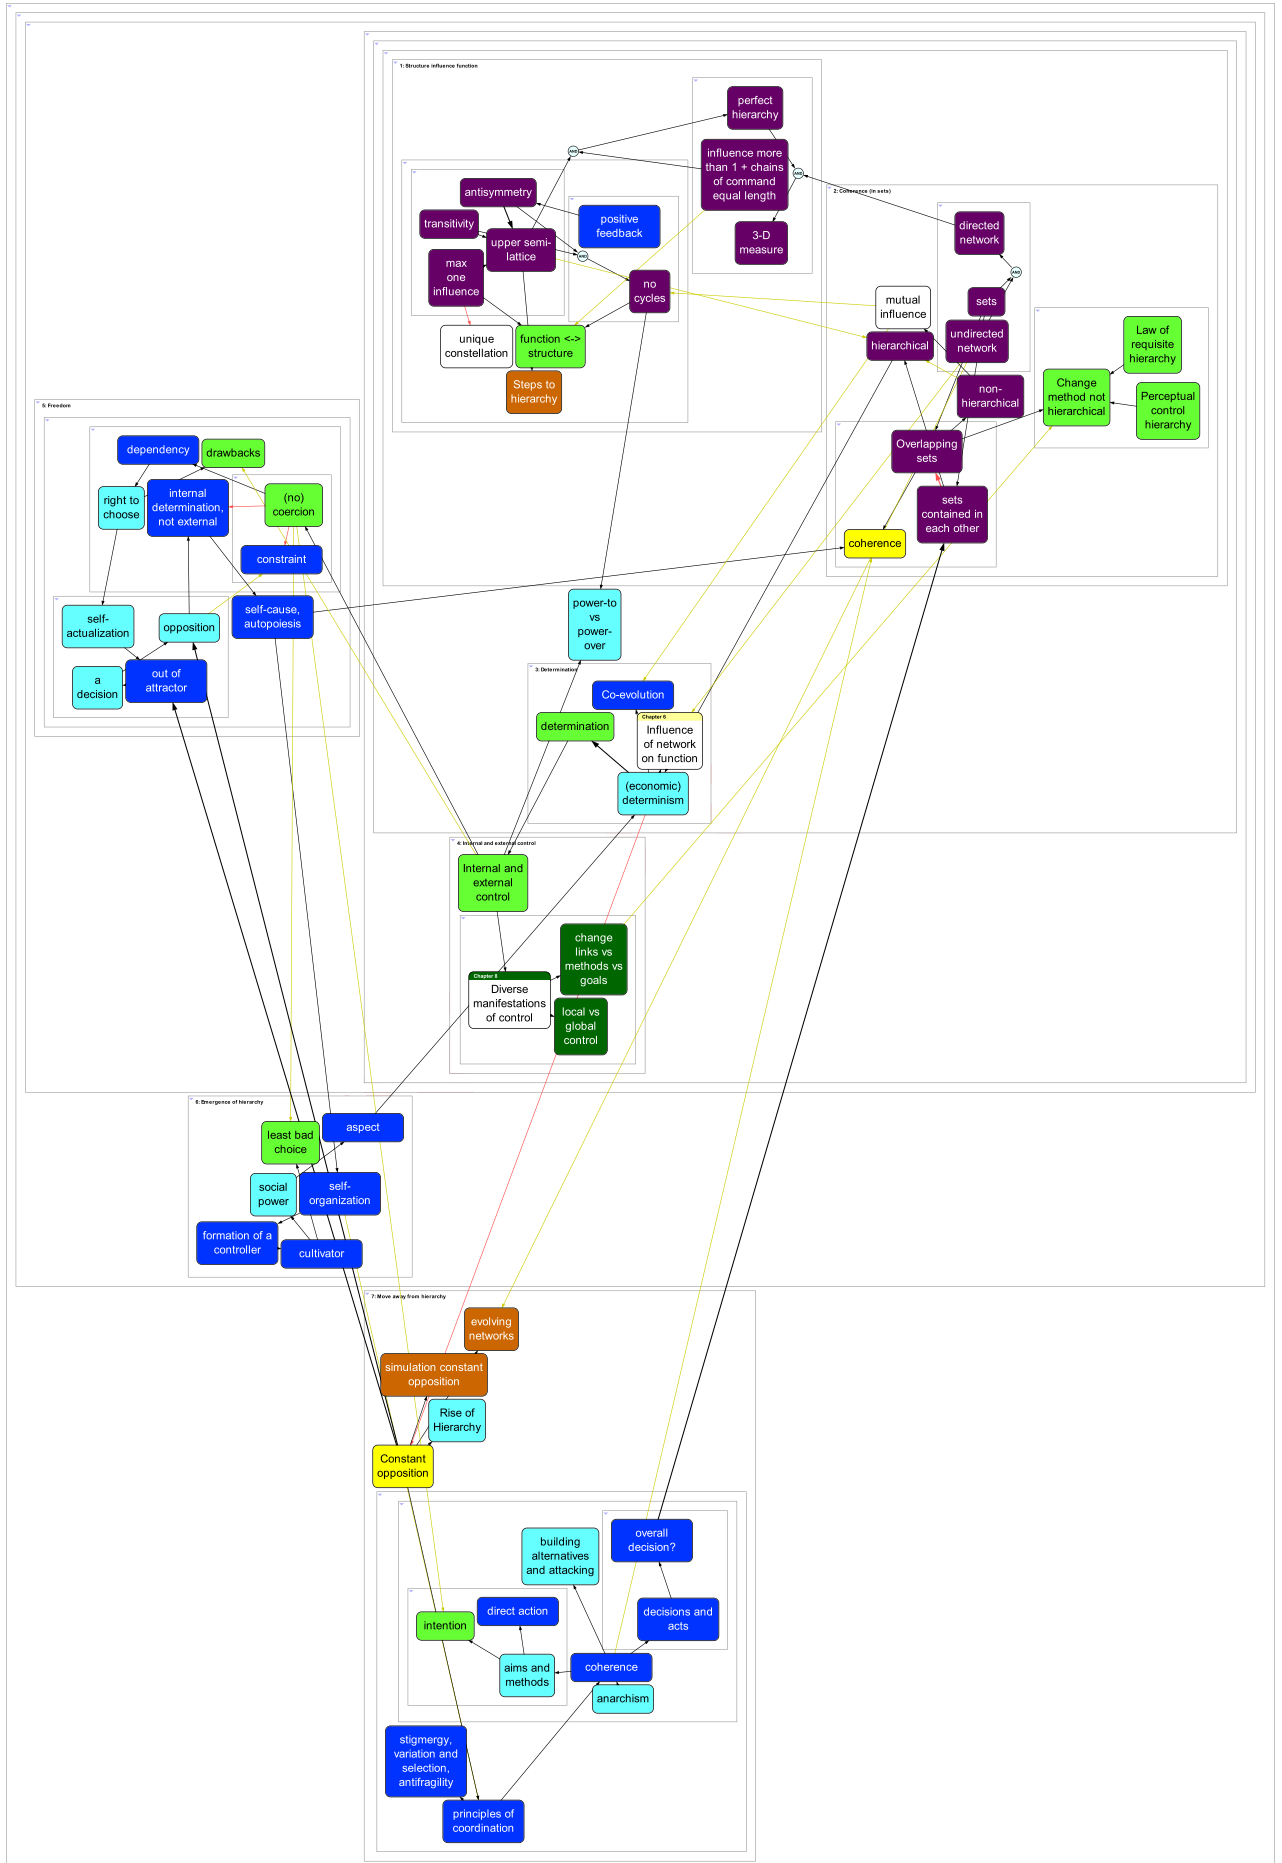 1: Structure influence function
perfect
hierarchy
AND
influence more
than 1 + chains
of command
equal length
AND
antisymmetry
2: Coherence (in sets)
transitivity
positive
feedback
directed
network
upper semi-
lattice
3-D
measure
AND
max
one
influence
no
cycles
AND
mutual
influence
sets
unique
constellation
function <->
structure
hierarchical
undirected
network
Law of
requisite
hierarchy
Steps to
hierarchy
non-
hierarchical
Change
method not
hierarchical
Perceptual
control
hierarchy
5: Freedom
dependency
drawbacks
Overlapping
sets
right to
choose
internal
determination,
not external
(no)
coercion
sets
contained in
each other
constraint
coherence
self-
actualization
opposition
self-cause,
autopoiesis
power-to
vs
power-
over
a
decision
out of
attractor
3: Determination
Co-evolution
determination
Chapter 6
Influence
of network
on function
(economic)
determinism
4: Internal and external control
Internal and
external
control
change
links vs
methods vs
goals
Chapter 8
Diverse
manifestations
of control
local vs
global
control
6: Emergence of hierarchy
aspect
least bad
choice
social
power
self-
organization
formation of a
controller
cultivator
7: Move away from hierarchy
evolving
networks
simulation constant
opposition
Rise of
Hierarchy
Constant
opposition
building
alternatives
and attacking
overall
decision?
direct action
decisions and
acts
intention
aims and
methods
coherence
anarchism
stigmergy,
variation and
selection,
antifragility
principles of
coordination